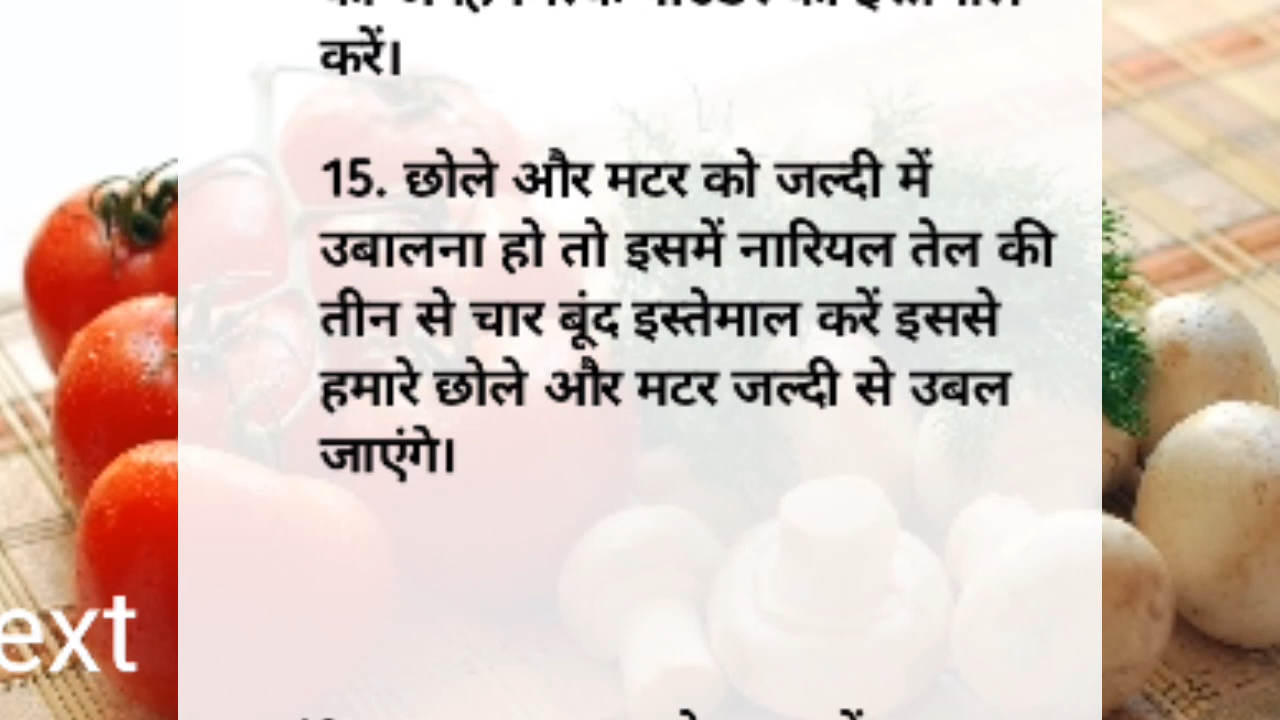 करें।
15. छोले और मटर को जल्दी में
उबालना हो तो इसमें नारियल तेल की
तीन से चार बूंद इस्तेमाल करें इससे
हमारे छोले और मटर जल्दी से उबल
जाएंगे।
ext